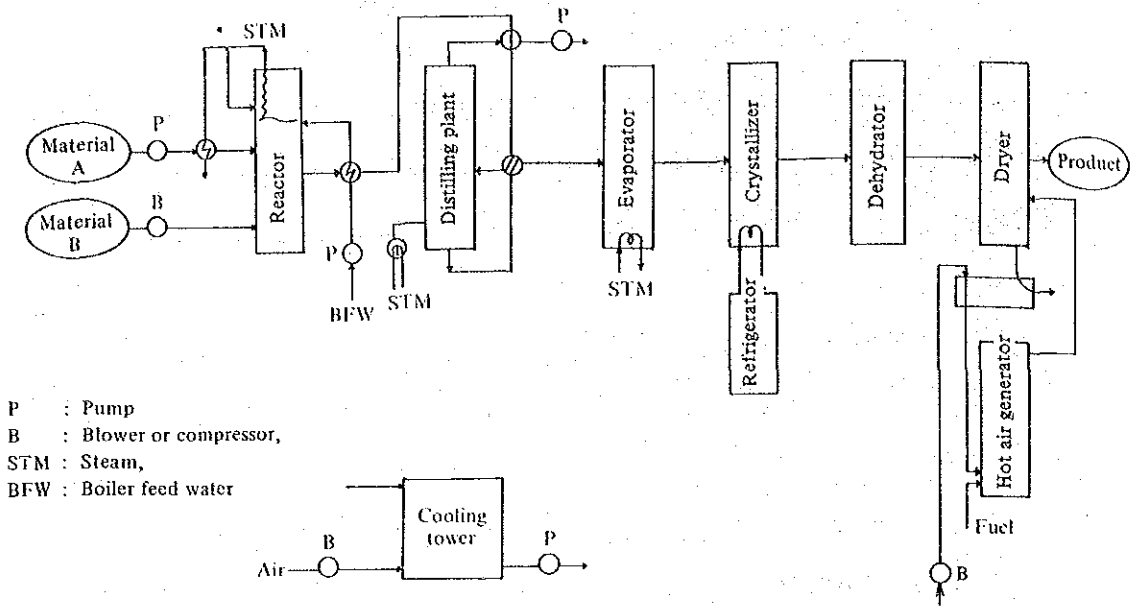 STM
P
Material
A
P
Reactor
Distilling plant
Evaporator
Crystallizer
Dehydrator
Dryer
Product
Material
B
B
P
BFW
STM
STM
Refrigerator
Hot air generator
Fuel
B
P : Pump
B : Blower or compressor,
STM : Steam,
BFW : Boiler feed water
Cooling
tower
Air
B
P